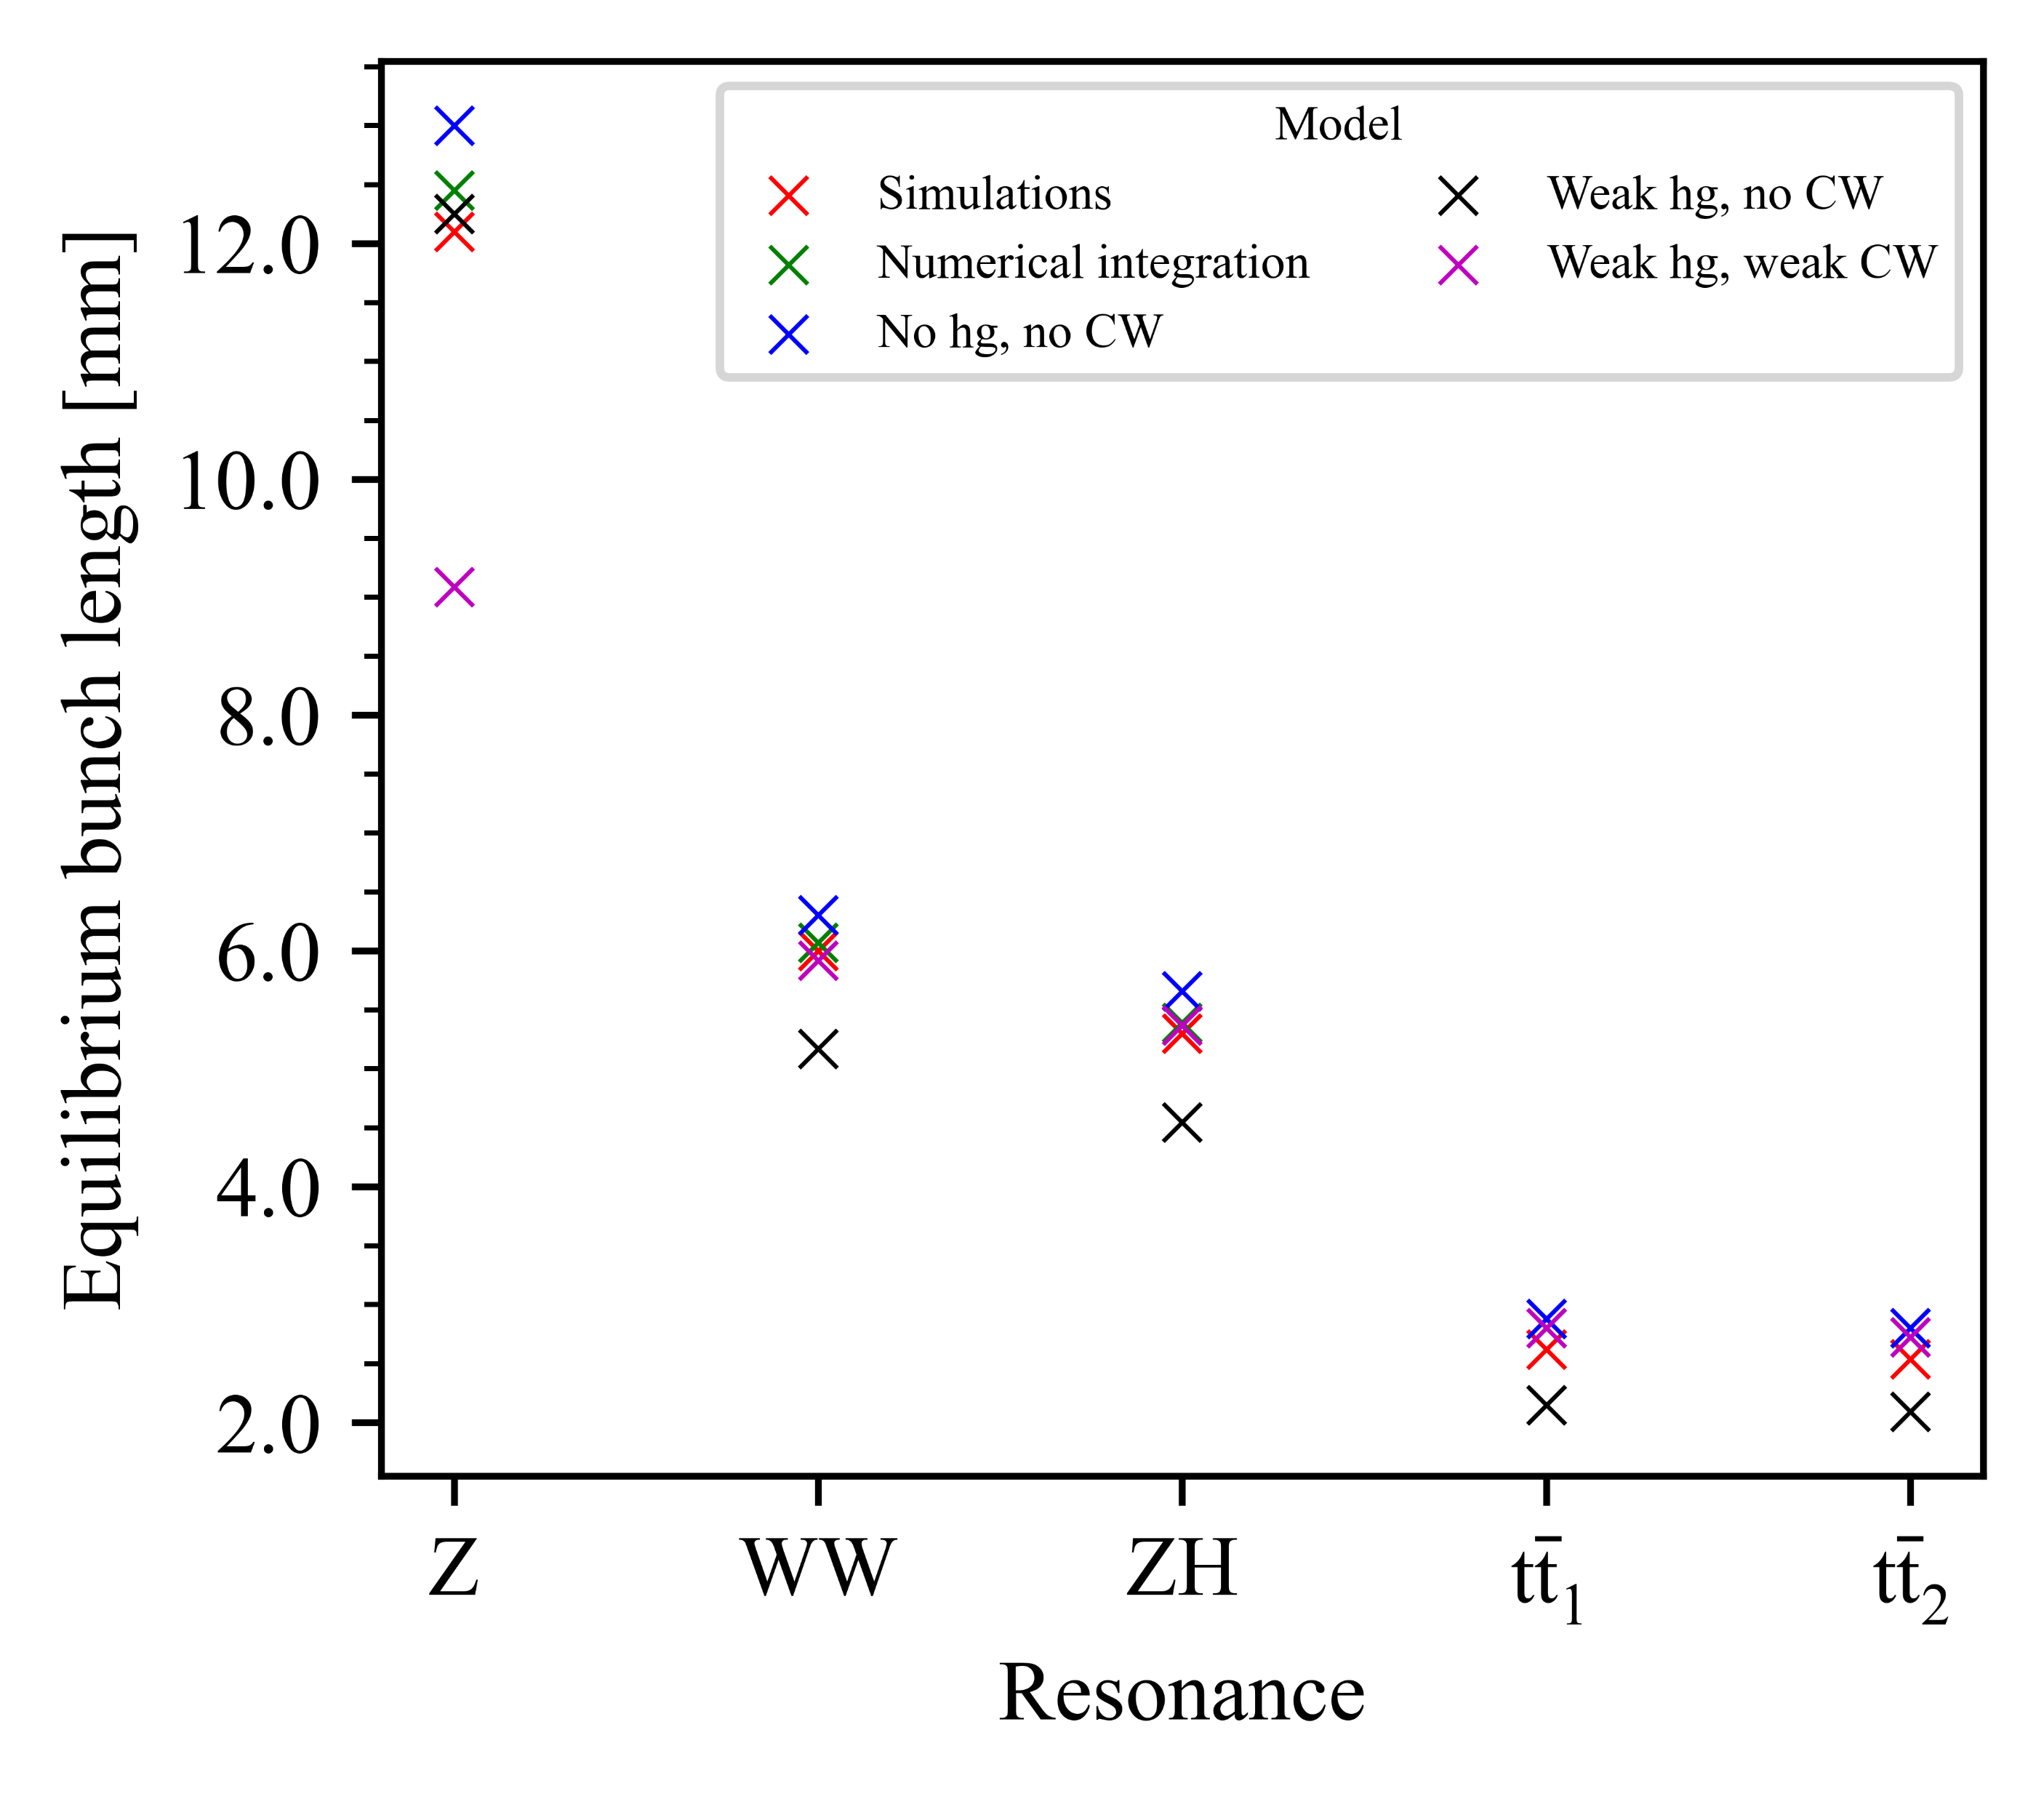 Equilibrium bunch length [mm]
12.0
10.0
8.0
6.0
4.0
2.0
Model
Simulations
Numerical integration
No hg, no CW
Weak hg, no CW
Weak hg, weak CW
Z
WW
ZH
tt̄₁
tt̄₂
Resonance